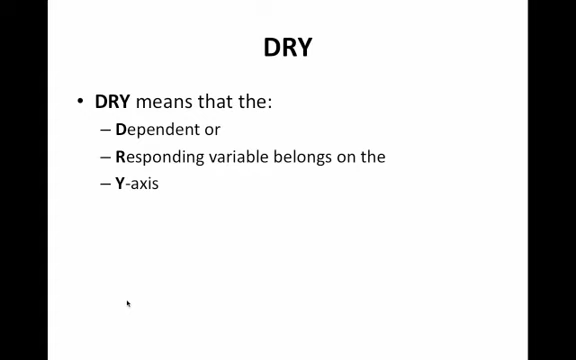 DRY
• DRY means that the:
– Dependent or
– Responding variable belongs on the
– Y-axis